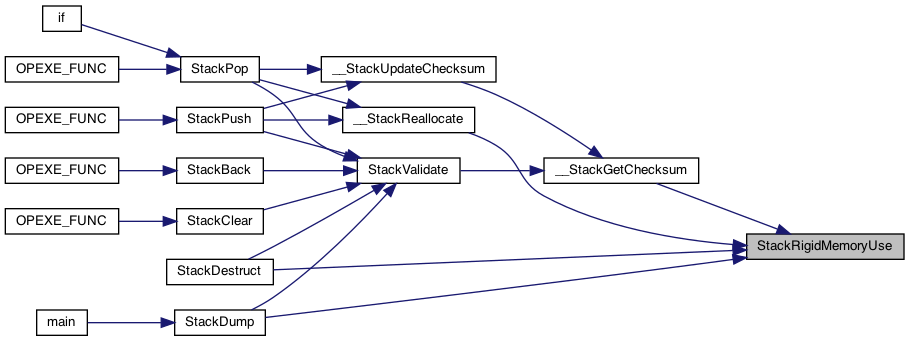 if
OPEXE_FUNC
StackPop
__StackUpdateChecksum
OPEXE_FUNC
StackPush
__StackReallocate
OPEXE_FUNC
StackBack
StackValidate
__StackGetChecksum
OPEXE_FUNC
StackClear
StackRigidMemoryUse
StackDestruct
main
StackDump